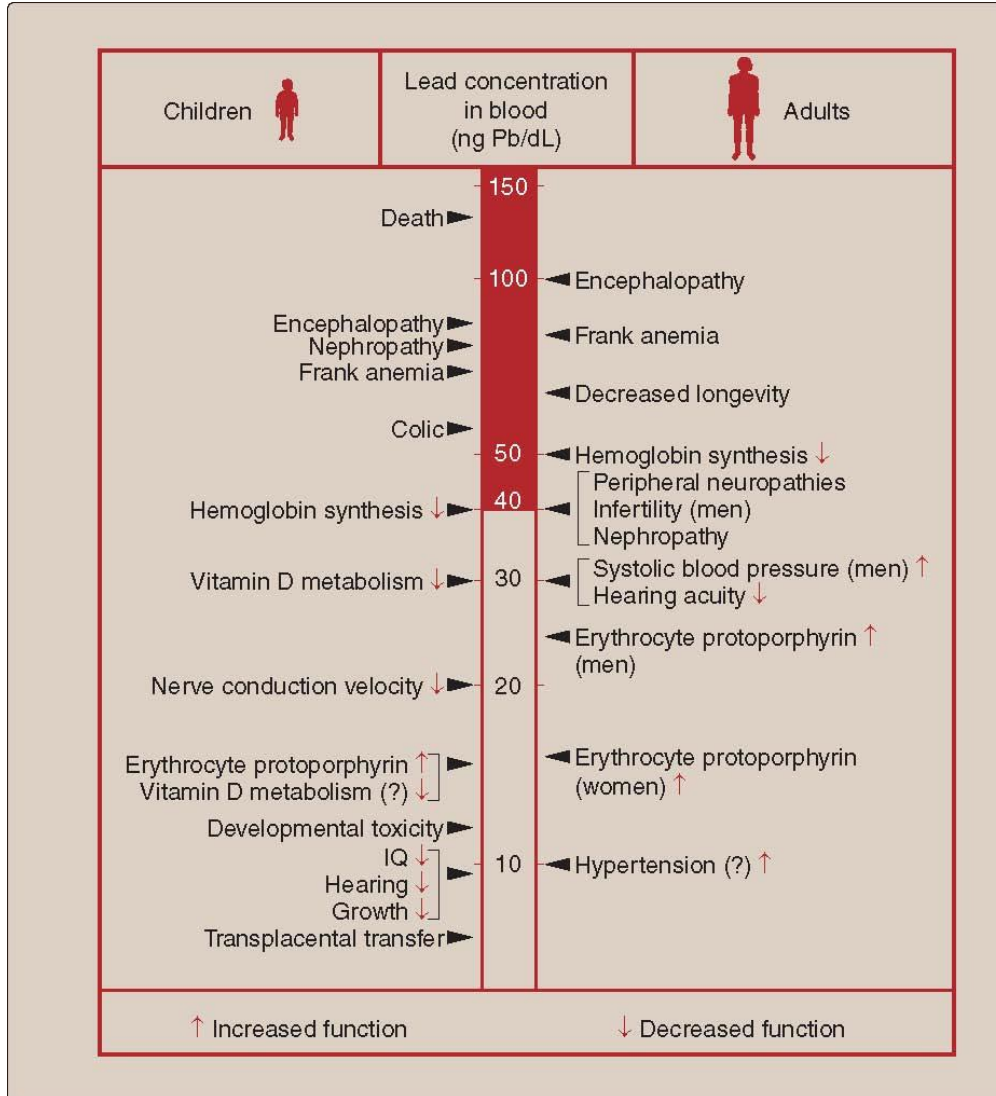 Children
Lead concentration
in blood
(ng Pb/dL)
Adults
150
Death
100
Encephalopathy
Encephalopathy
Nephropathy
Frank anemia
Frank anemia
Decreased longevity
Colic
50
Hemoglobin synthesis ↓
40
Hemoglobin synthesis ↓
Peripheral neuropathies
Infertility (men)
Nephropathy
Vitamin D metabolism ↓
30
Systolic blood pressure (men) ↑
Hearing acuity ↓
Erythrocyte protoporphyrin ↑
(men)
Nerve conduction velocity ↓
20
Erythrocyte protoporphyrin ↑
Vitamin D metabolism (?) ↓
Erythrocyte protoporphyrin
(women) ↑
Developmental toxicity
IQ ↓
Hearing ↓
Growth ↓
10
Hypertension (?) ↑
Transplacental transfer
↑ Increased function
↓ Decreased function